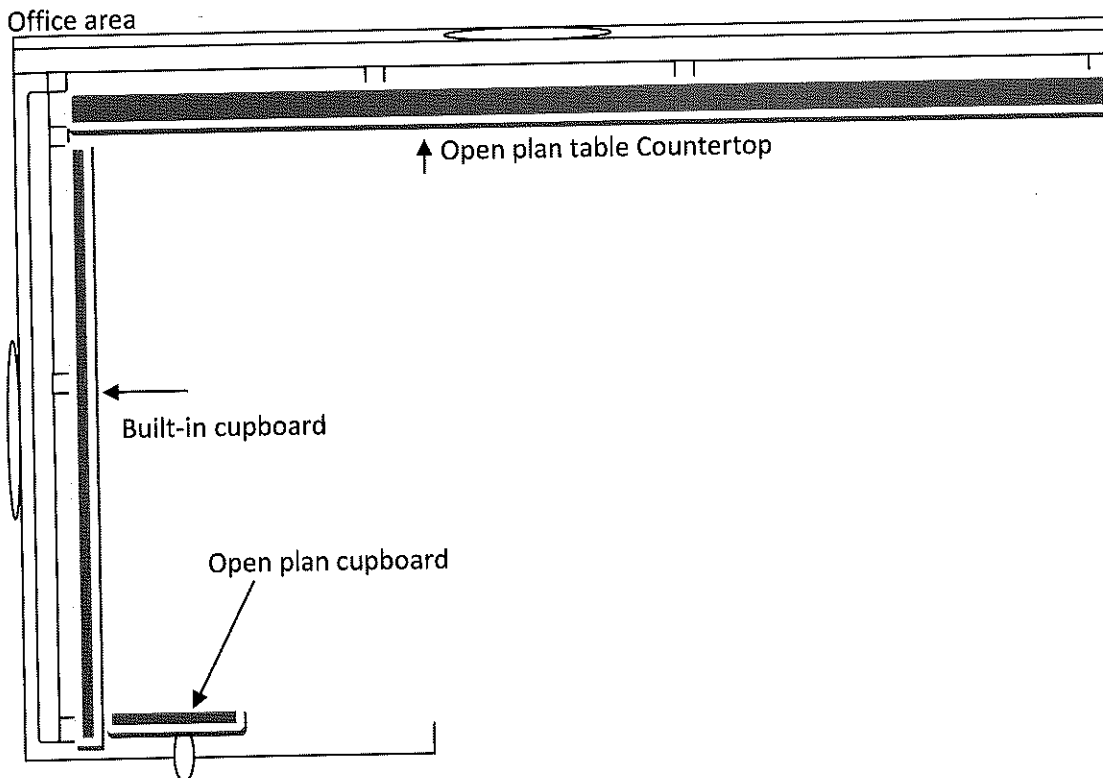 Office area
Open plan table Countertop
Built-in cupboard
Open plan cupboard